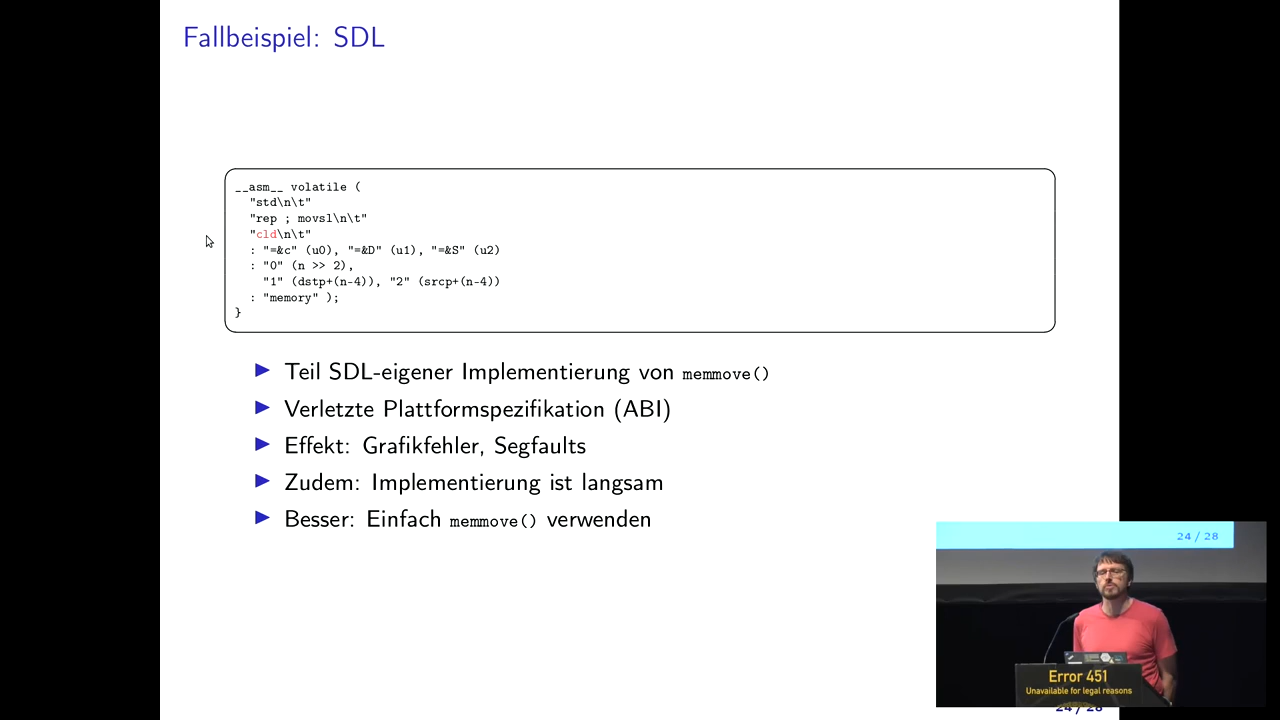 Fallbeispiel: SDL
__asm__ volatile (
"std\n\t"
"rep ; movsl\n\t"
"cld\n\t"
: "=&c" (u0), "=&D" (u1), "=&S" (u2)
: "0" (n >> 2),
"1" (dstp+(n-4)), "2" (srcp+(n-4))
: "memory" );
}
Teil SDL-eigener Implementierung von memmove()
Verletzte Plattformspezifikation (ABI)
Effekt: Grafikfehler, Segfaults
Zudem: Implementierung ist langsam
Besser: Einfach memmove() verwenden
24 / 28
Error 451
Unavailable for legal reasons
24 / 28